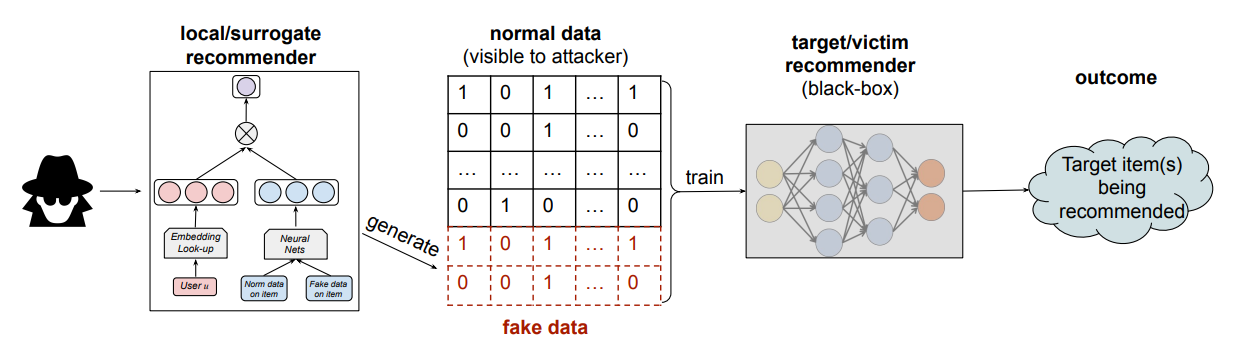 local/surrogate
recommender
Embedding
Look-up
Neural
Nets
User u
Norm data
on item
Fake data
on item
generate
normal data
(visible to attacker)
1 0 1 ... 1
0 0 1 ... 0
... ... ... ... ...
0 1 0 ... 0
1 0 1 ... 1
0 0 1 ... 0
fake data
train
target/victim
recommender
(black-box)
outcome
Target item(s)
being
recommended